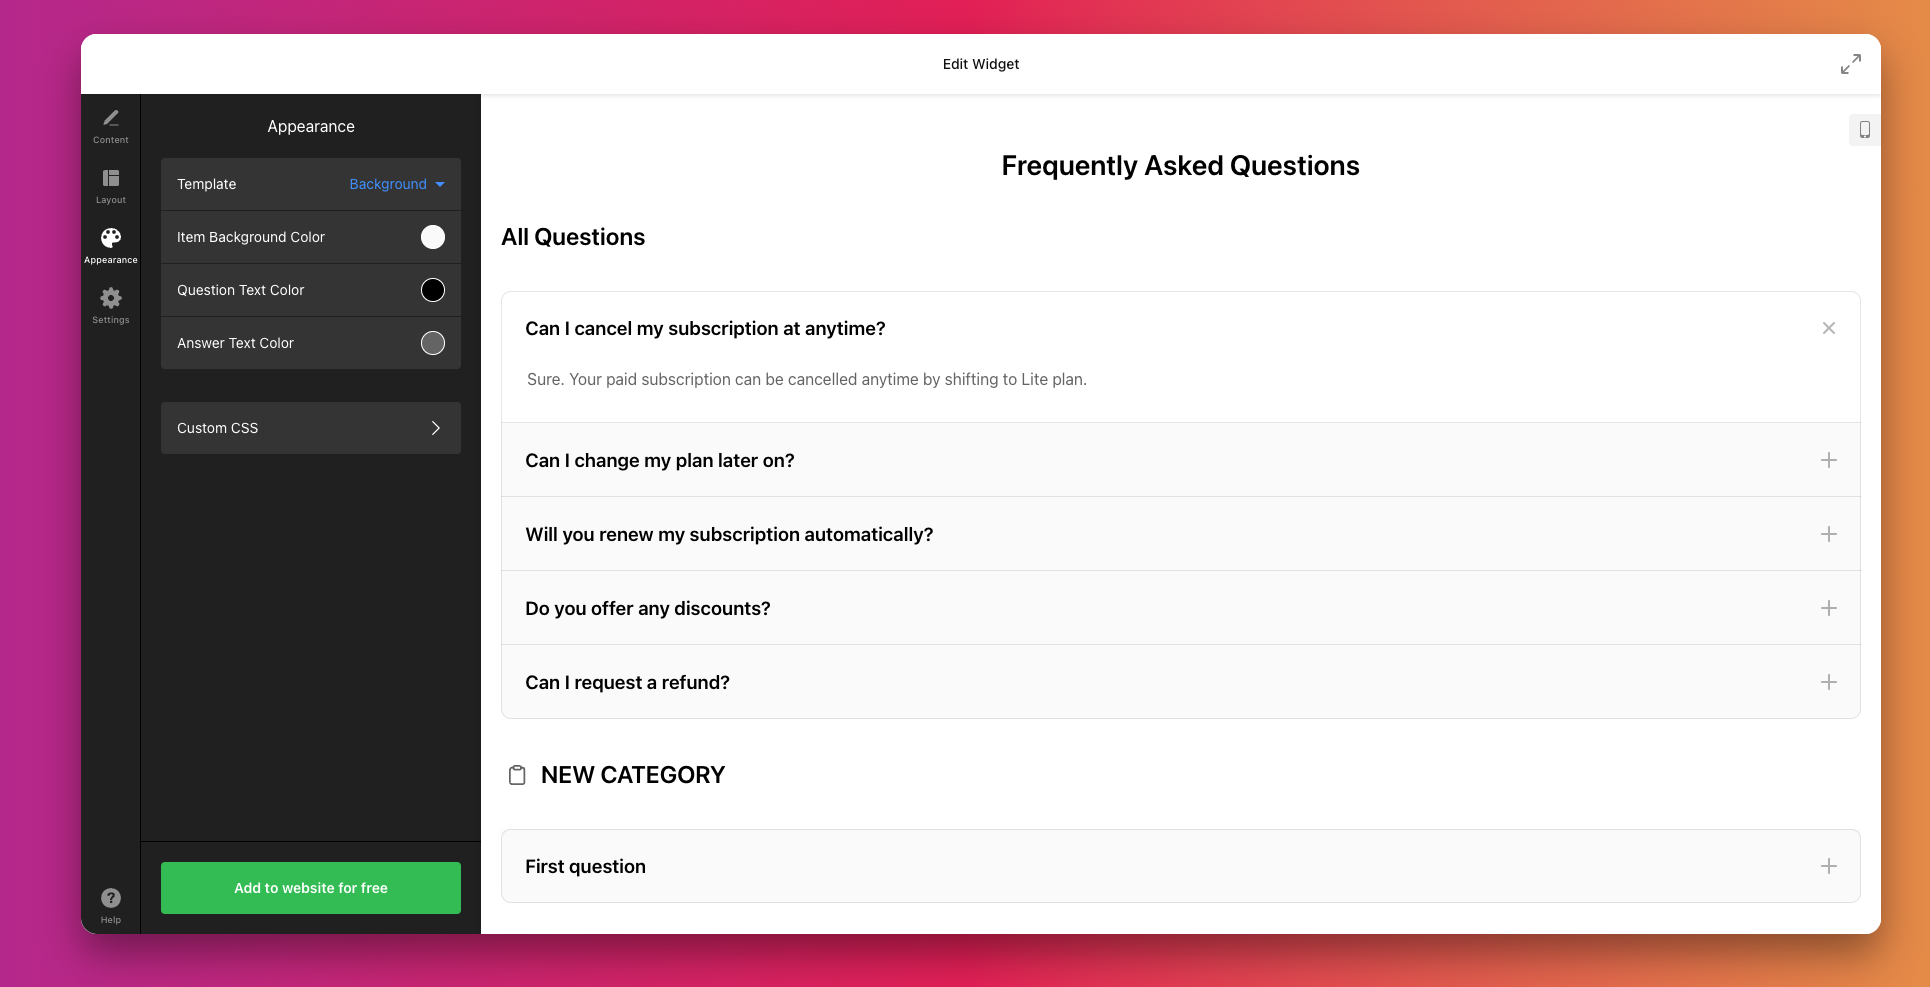 Edit Widget
Content
Layout
Appearance
Settings
Help
Appearance
Template Background
Item Background Color
Question Text Color
Answer Text Color
Custom CSS
Add to website for free
Frequently Asked Questions
All Questions
Can I cancel my subscription at anytime?
Sure. Your paid subscription can be cancelled anytime by shifting to Lite plan.
Can I change my plan later on?
Will you renew my subscription automatically?
Do you offer any discounts?
Can I request a refund?
NEW CATEGORY
First question